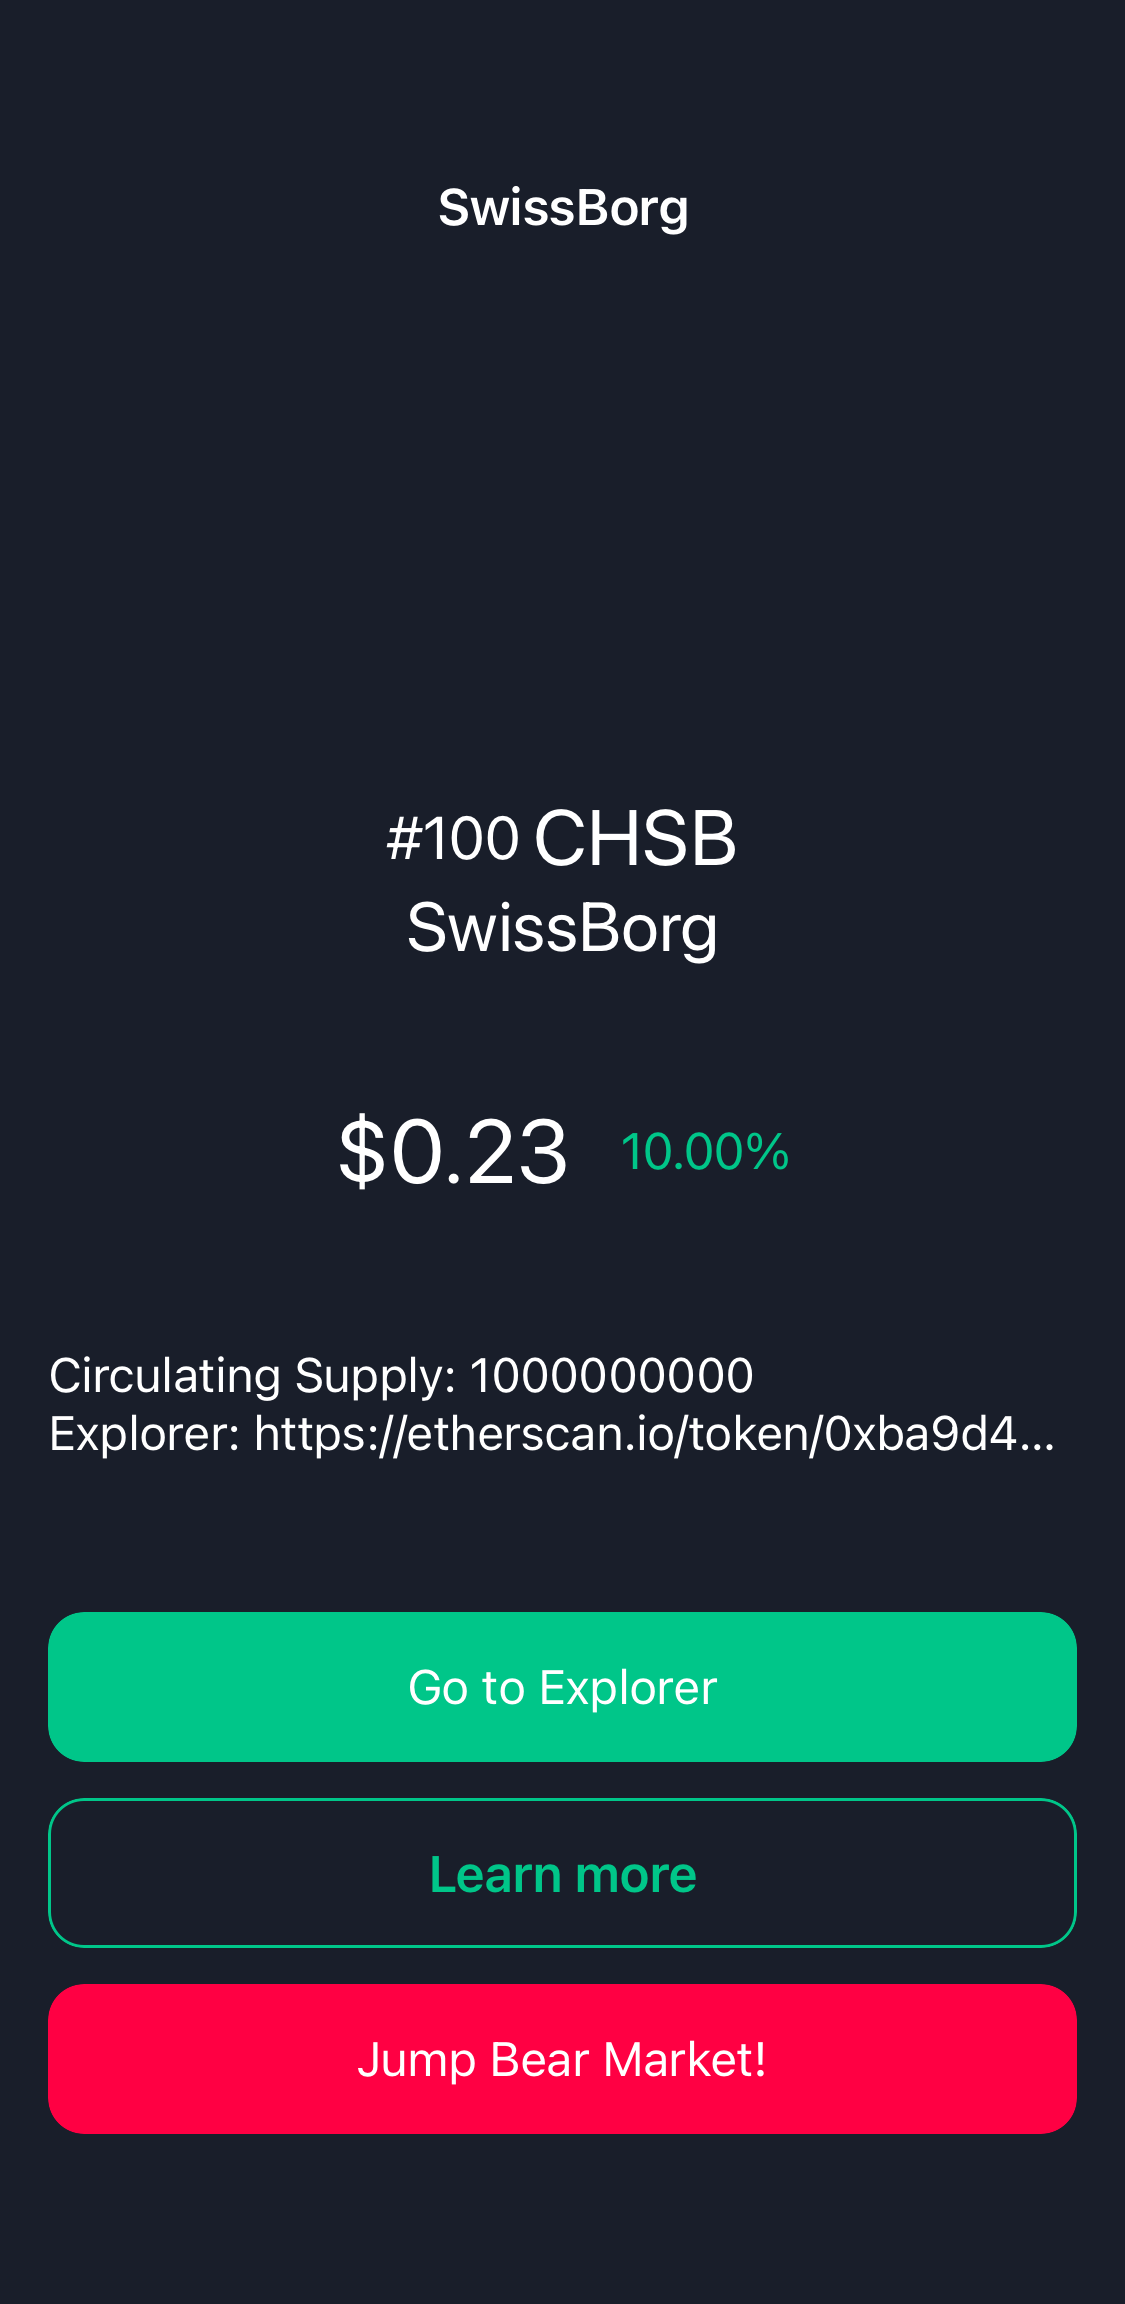 SwissBorg
#100 CHSB
SwissBorg
$0.23 10.00%
Circulating Supply: 1000000000
Explorer: https://etherscan.io/token/0xba9d4...
Go to Explorer
Learn more
Jump Bear Market!